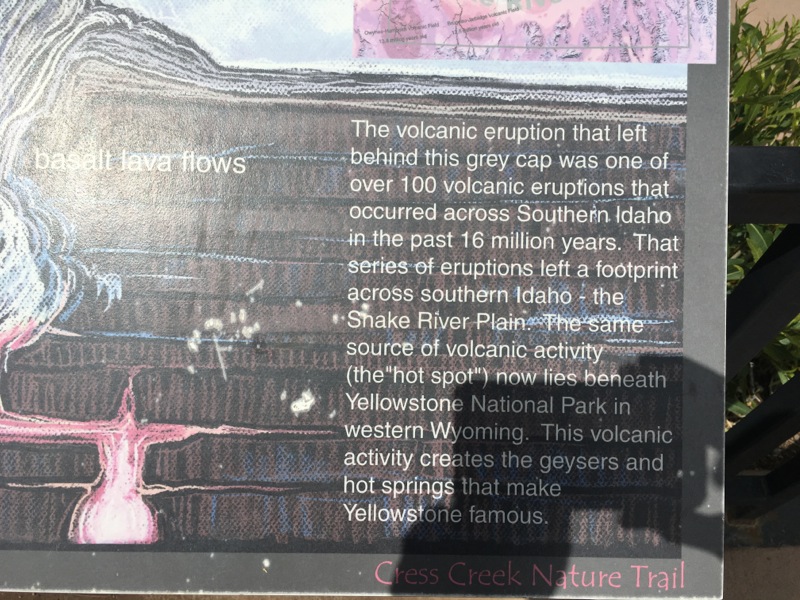 basalt lava flows
The volcanic eruption that left
behind this grey cap was one of
over 100 volcanic eruptions that
occurred across Southern Idaho
in the past 16 million years. That
series of eruptions left a footprint
across southern Idaho - the
Snake River Plain. The same
source of volcanic activity
(the"hot spot") now lies beneath
Yellowstone National Park in
western Wyoming. This volcanic
activity creates the geysers and
hot springs that make
Yellowstone famous.
Cress Creek Nature Trail